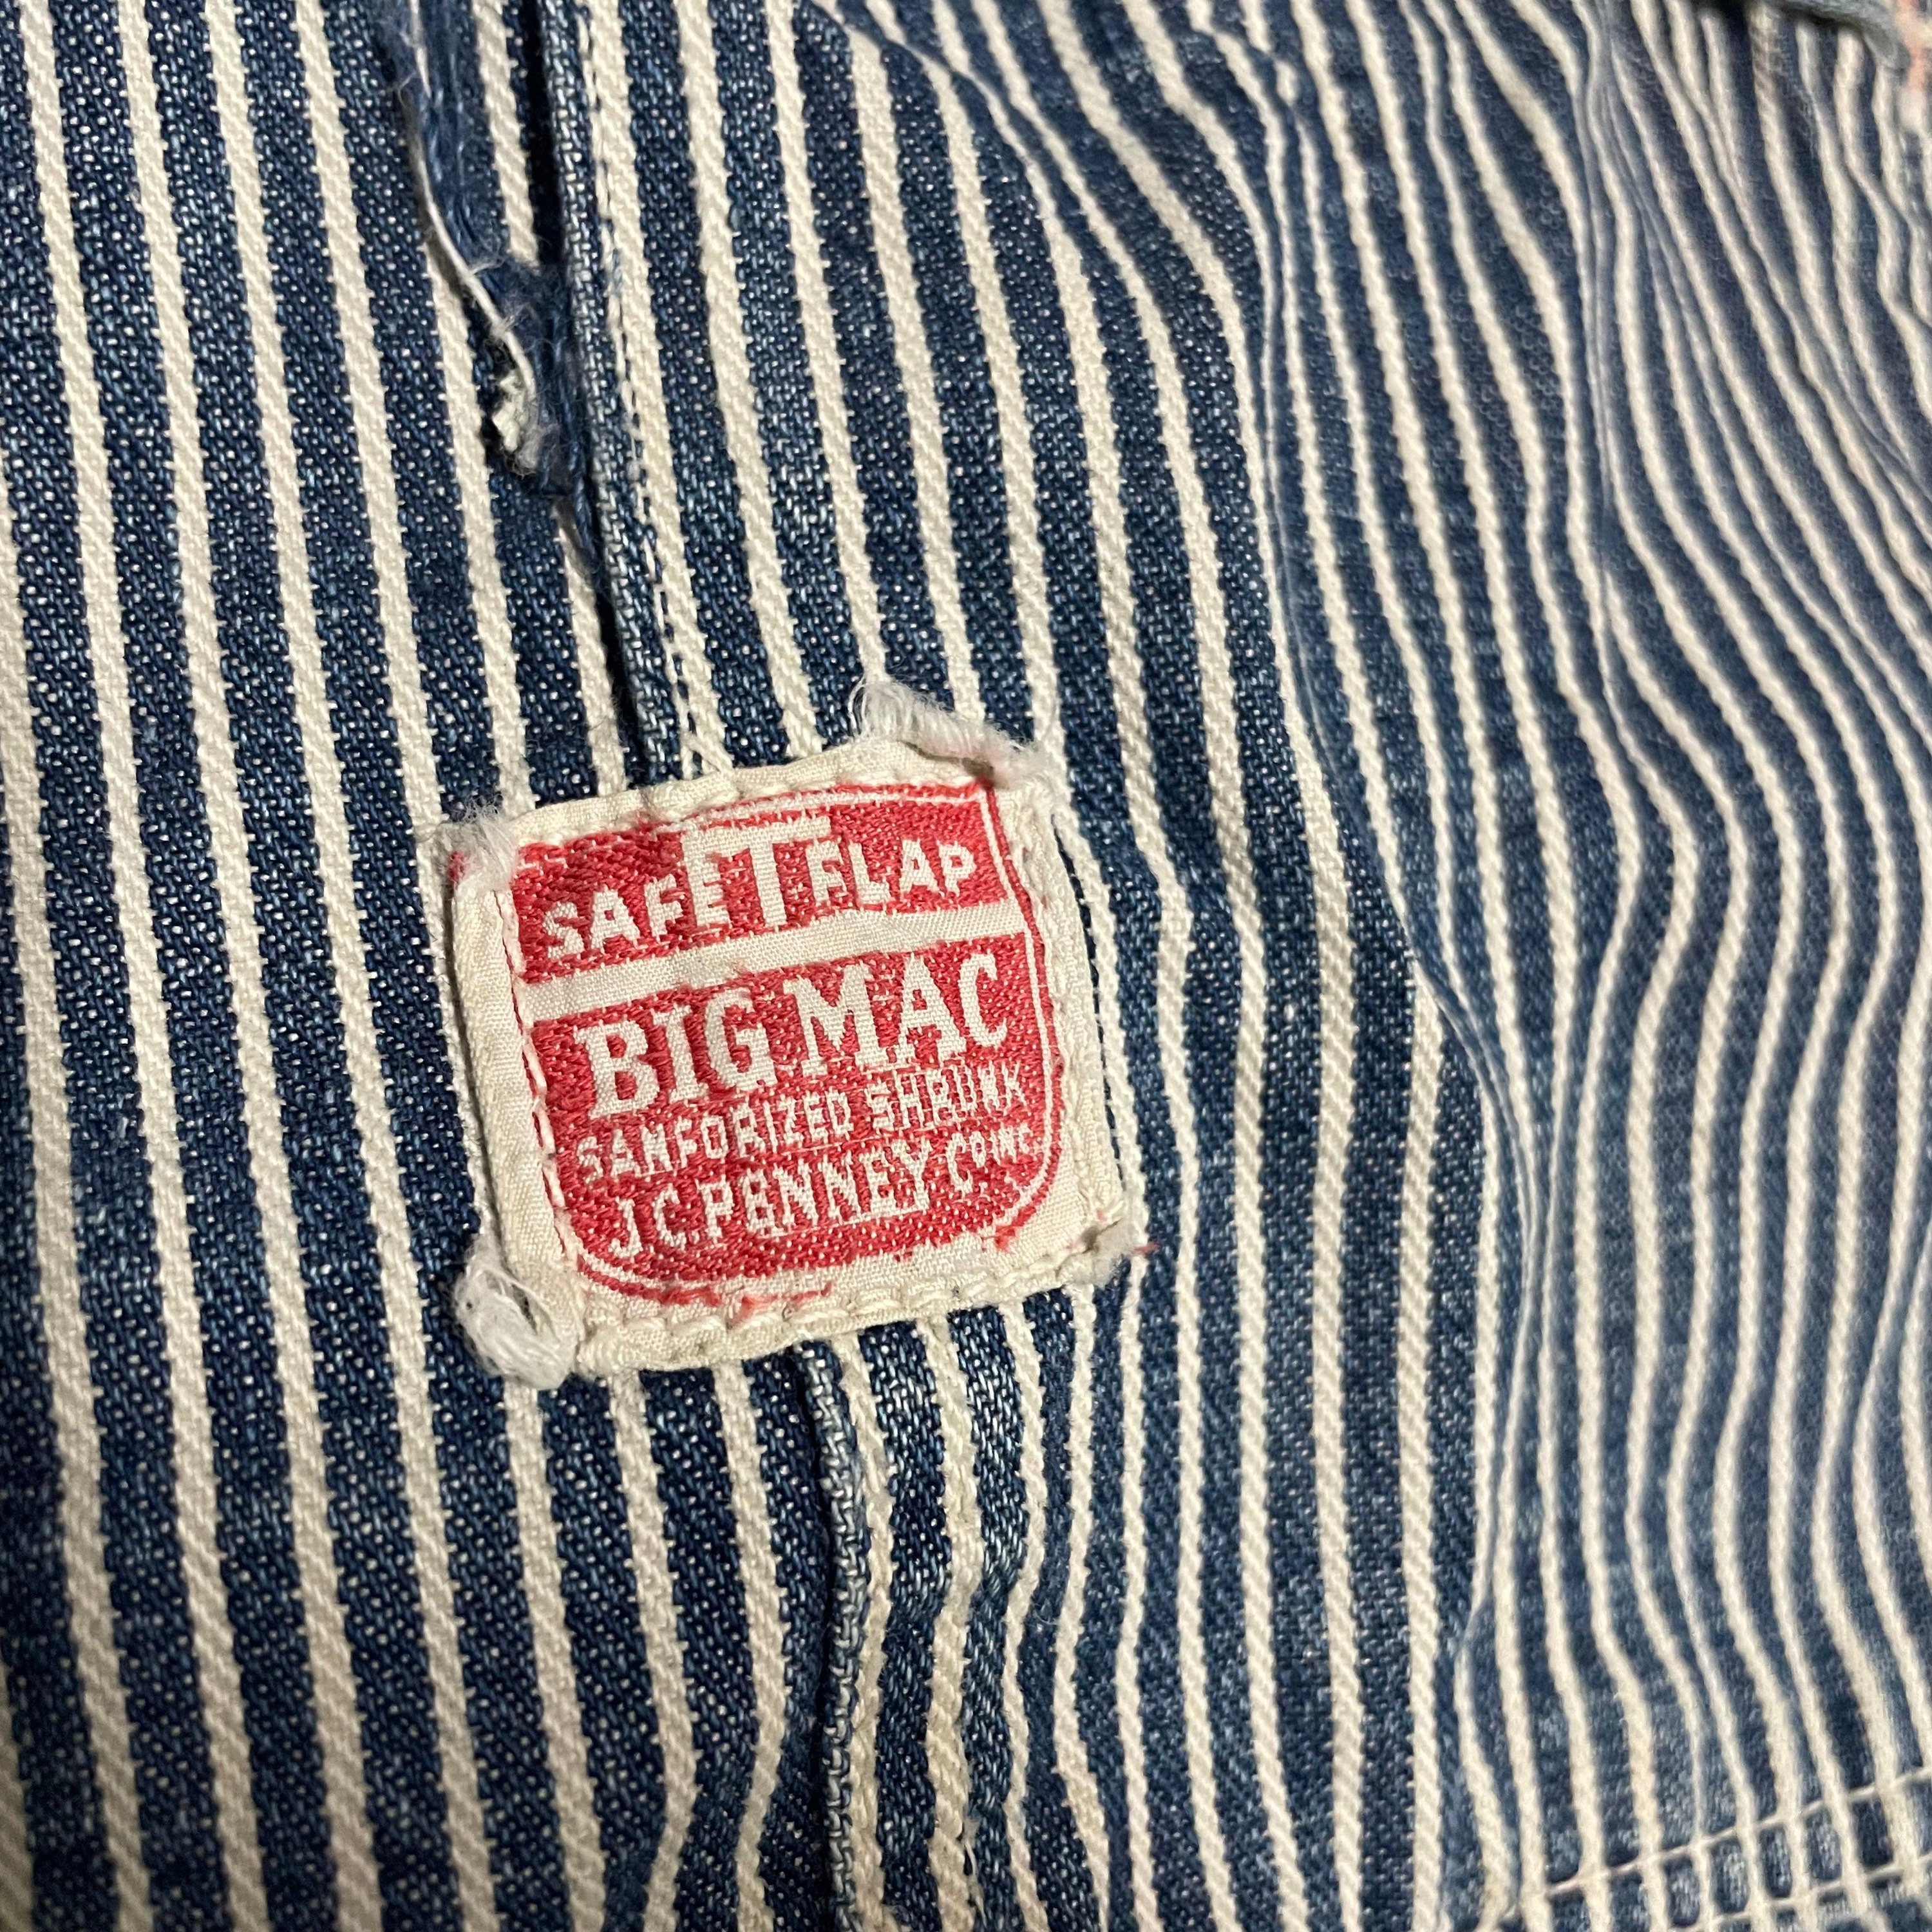 SAFETFLAP
BIG MAC
SANFORIZED SHRUNK
J.C. PENNEY CO INC.